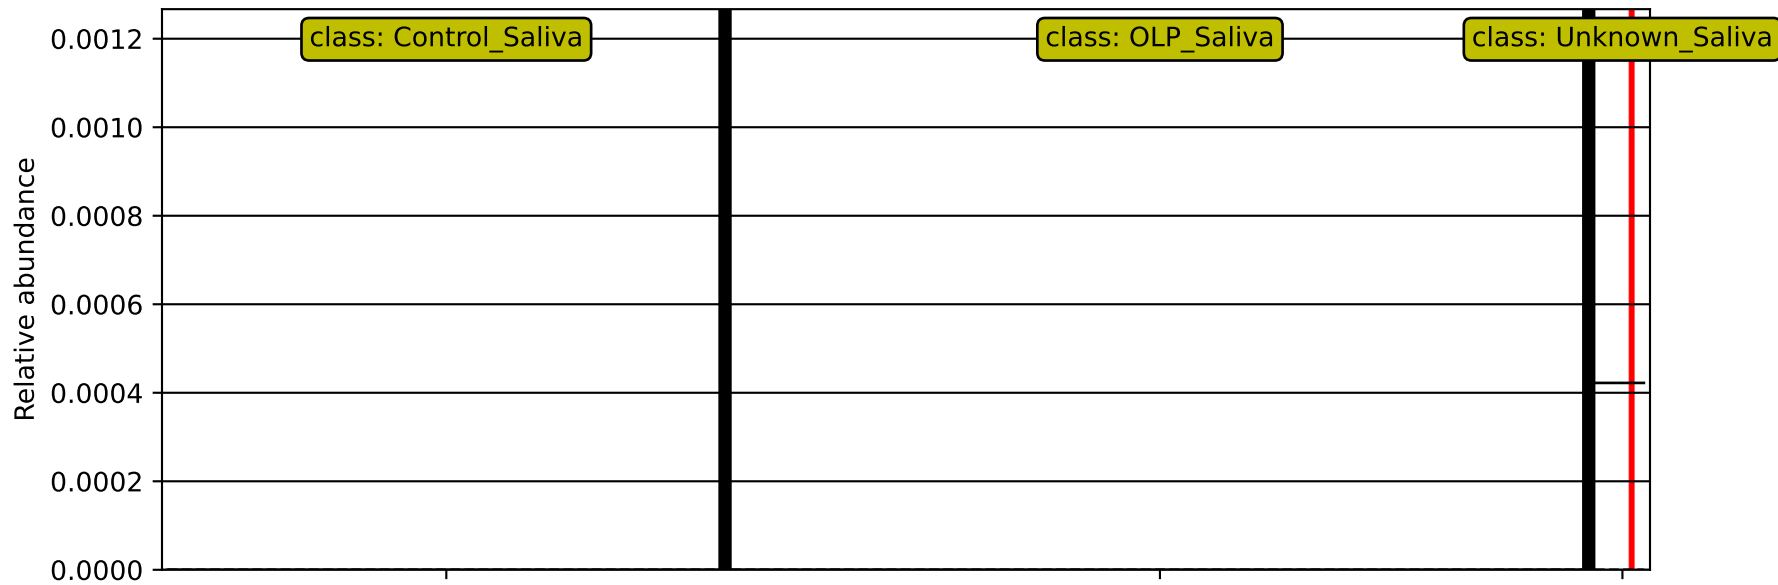 class: Control_Saliva
class: OLP_Saliva
class: Unknown_Saliva
0.0012
0.0010
0.0008
0.0006
0.0004
0.0002
0.0000
Relative abundance